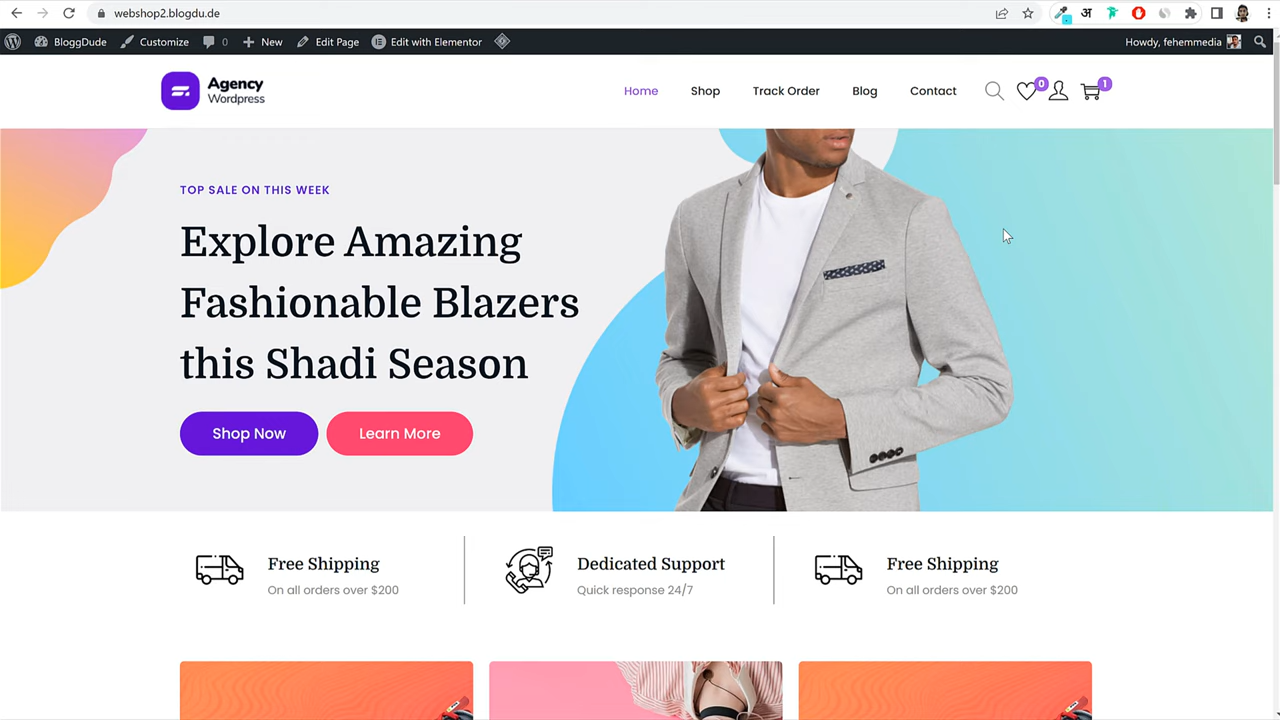 webshop2.blogdu.de
अ
BloggDude
Customize
0
New
Edit Page
Edit with Elementor
Howdy, fehemmedia
Agency
Wordpress
Home
Shop
Track Order
Blog
Contact
0
1
TOP SALE ON THIS WEEK
Explore Amazing
Fashionable Blazers
this Shadi Season
Shop Now
Learn More
Free Shipping
On all orders over $200
Dedicated Support
Quick response 24/7
Free Shipping
On all orders over $200